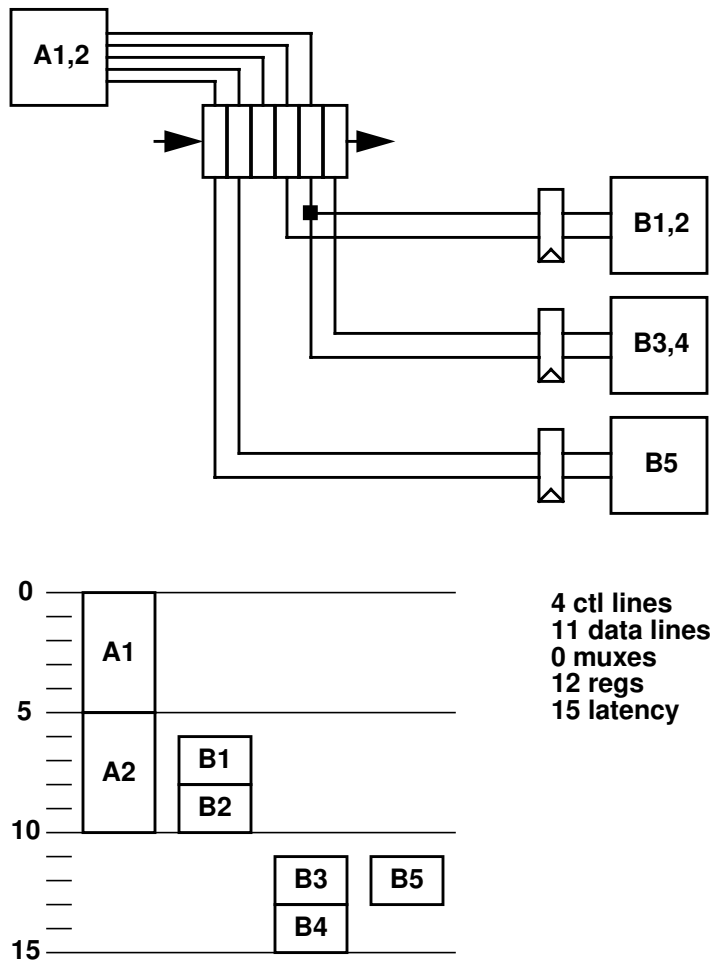 A1,2
B1,2
B3,4
B5
0
4 ctl lines
11 data lines
A1
0 muxes
12 regs
5
15 latency
A2
B1
B2
10
B3
B5
B4
15